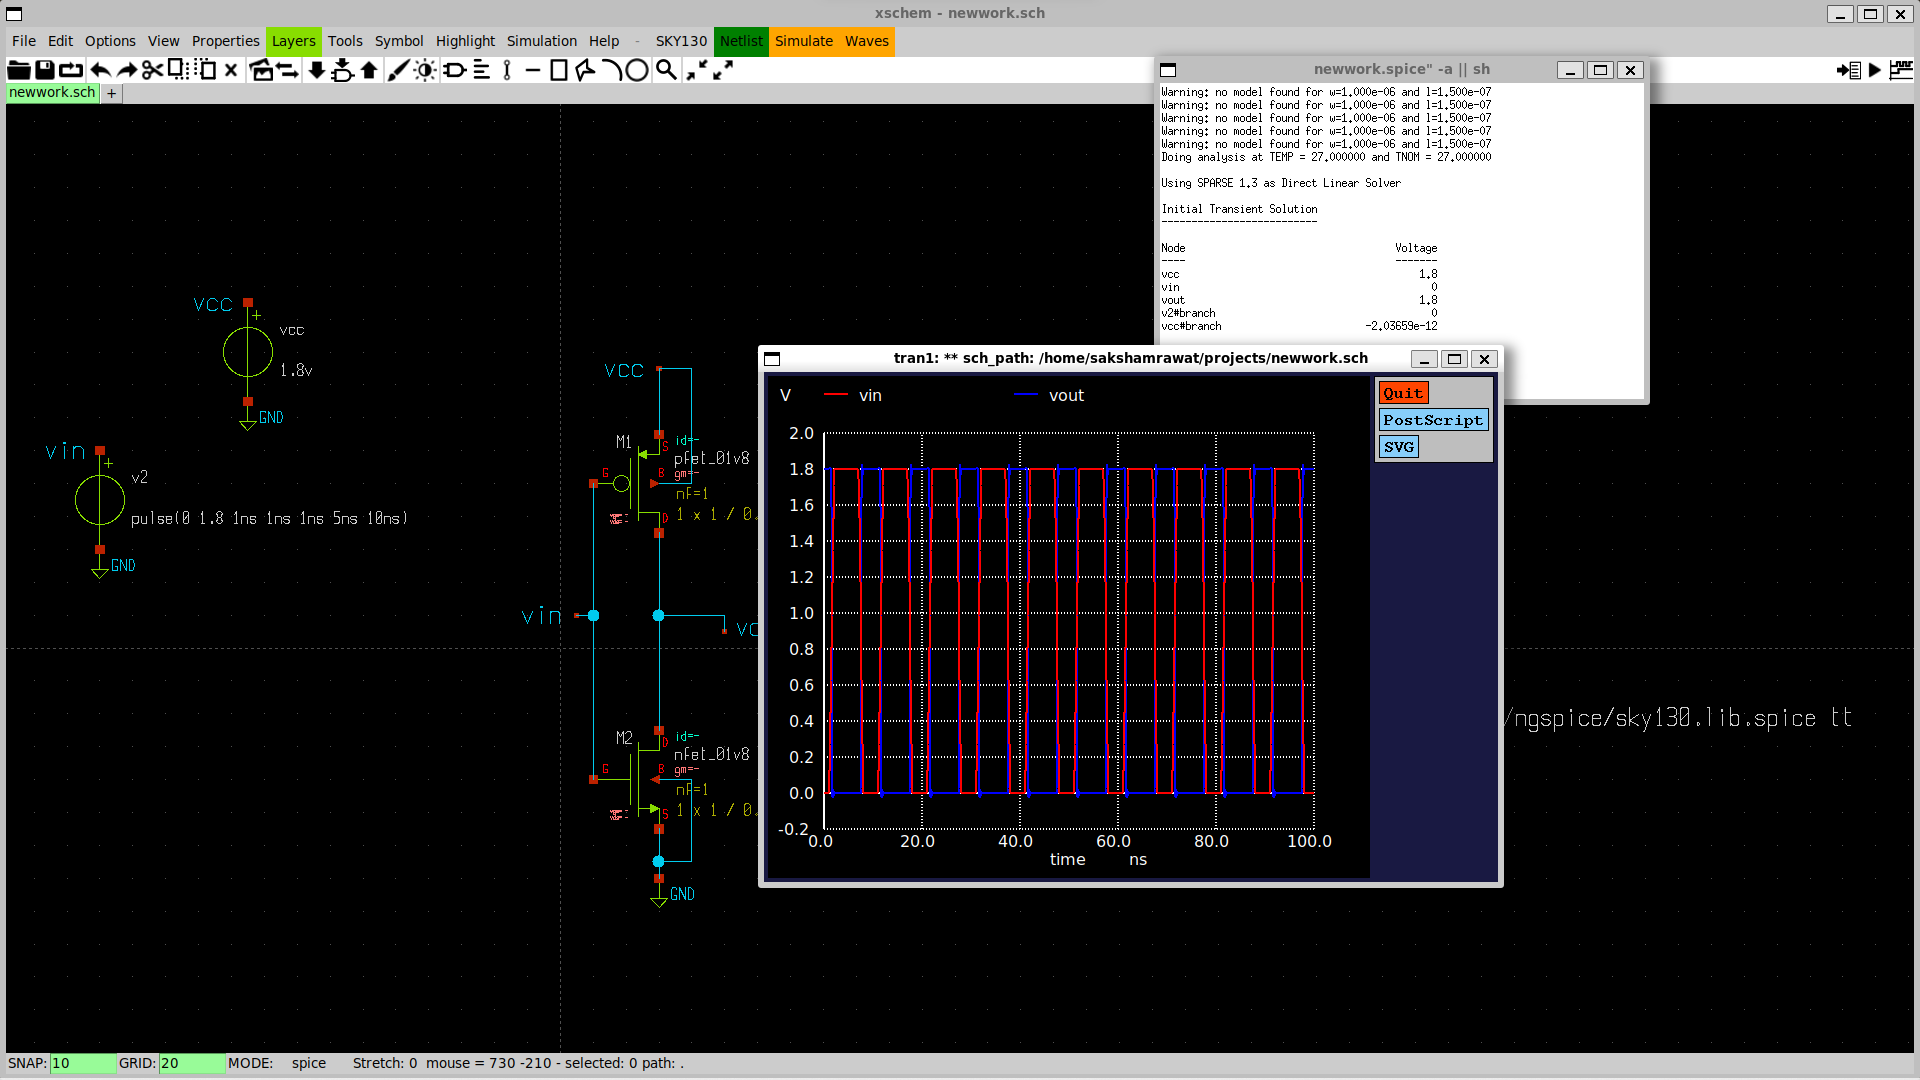 xschem - newwork.sch
File Edit Options View Properties Layers Tools Symbol Highlight Simulation Help - SKY130 Netlist Simulate Waves
newwork.sch +
newwork.spice" -a || sh
Warning: no model found for w=1.000e-06 and l=1.500e-07
Warning: no model found for w=1.000e-06 and l=1.500e-07
Warning: no model found for w=1.000e-06 and l=1.500e-07
Warning: no model found for w=1.000e-06 and l=1.500e-07
Warning: no model found for w=1.000e-06 and l=1.500e-07
Doing analysis at TEMP = 27.000000 and TNOM = 27.000000
Using SPARSE 1.3 as Direct Linear Solver
Initial Transient Solution
--------------------------
Node Voltage
---- -------
vcc 1.8
vin 0
vout 1.8
v2#branch 0
vcc#branch -2.03659e-12
VCC
+
vcc
1.8v
GND
vin
+
v2
pulse(0 1.8 1ns 1ns 1ns 5ns 10ns)
GND
VCC
M1
id=-
S
pfet_01v8
G
B
gm=-
nf=1
1 x 1 / 0.
D
vin
M2
id=-
D
nfet_01v8
G
B
gm=-
nf=1
1 x 1 / 0.
S
GND
tran1: ** sch_path: /home/sakshamrawat/projects/newwork.sch
V vin vout
Quit
PostScript
SVG
2.0
1.8
1.6
1.4
1.2
1.0
0.8
0.6
0.4
0.2
0.0
-0.2
0.0 20.0 40.0 60.0 80.0 100.0
time ns
/ngspice/sky130.lib.spice tt
SNAP: 10 GRID: 20 MODE: spice Stretch: 0 mouse = 730 -210 - selected: 0 path: .